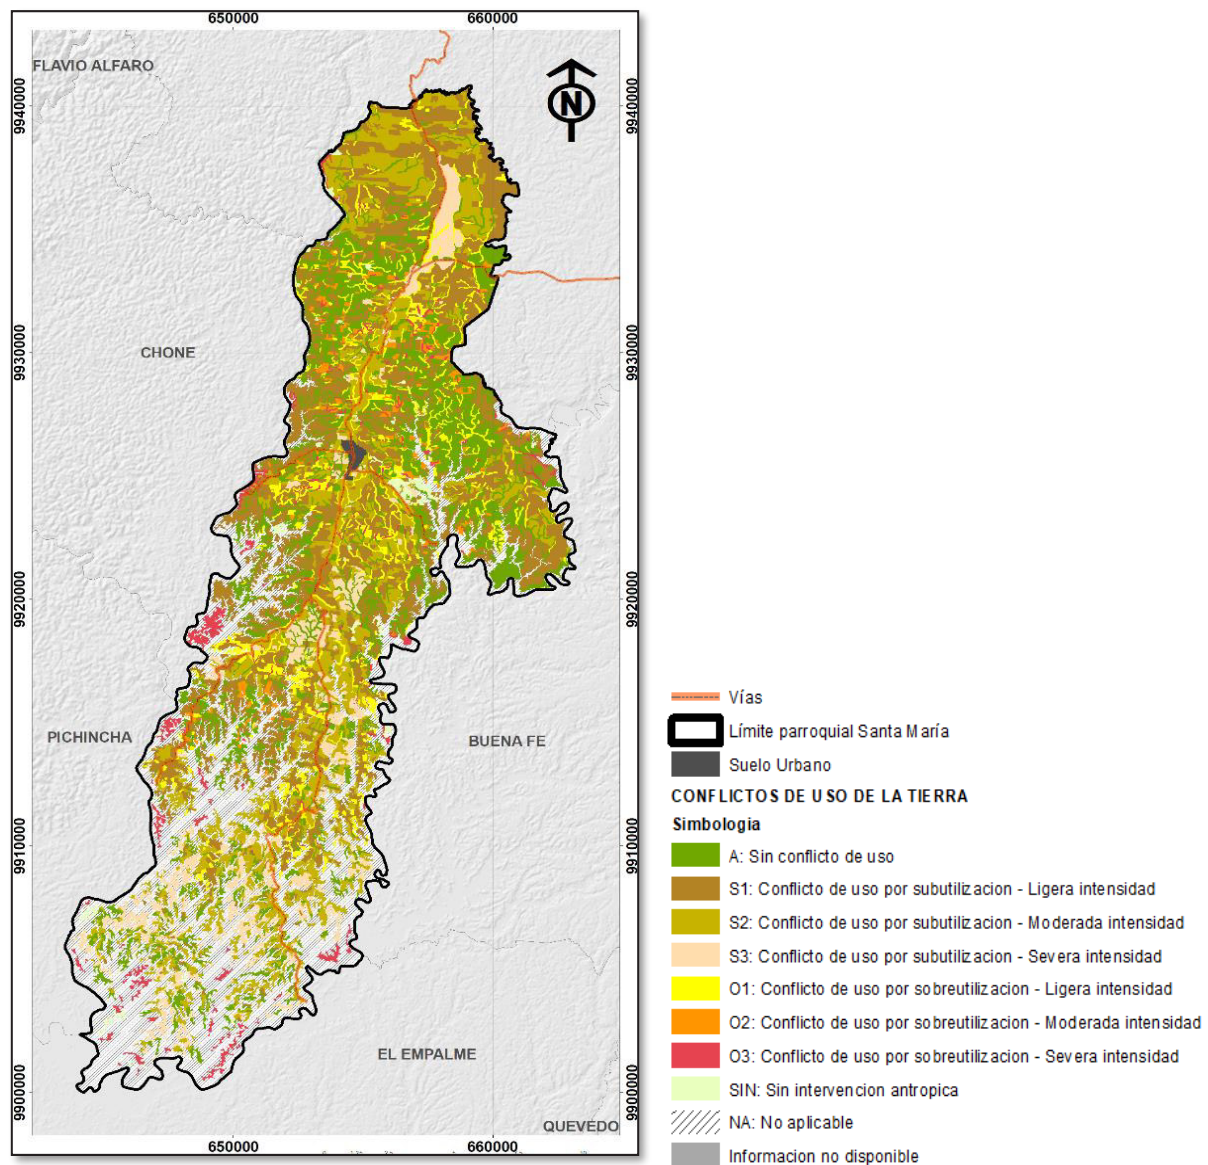 650000
660000
FLAVIO ALFARO
N
9940000
9940000
CHONE
9930000
9930000
9920000
9920000
PICHINCHA
BUENA FE
9910000
9910000
EL EMPALME
9900000
9900000
QUEVEDO
650000
660000
Vías
Límite parroquial Santa María
Suelo Urbano
CONFLICTOS DE USO DE LA TIERRA
Simbologia
A: Sin conflicto de uso
S1: Conflicto de uso por subutilizacion - Ligera intensidad
S2: Conflicto de uso por subutilizacion - Moderada intensidad
S3: Conflicto de uso por subutilizacion - Severa intensidad
O1: Conflicto de uso por sobreutilizacion - Ligera intensidad
O2: Conflicto de uso por sobreutilizacion - Moderada intensidad
O3: Conflicto de uso por sobreutilizacion - Severa intensidad
SIN: Sin intervencion antropica
NA: No aplicable
Informacion no disponible